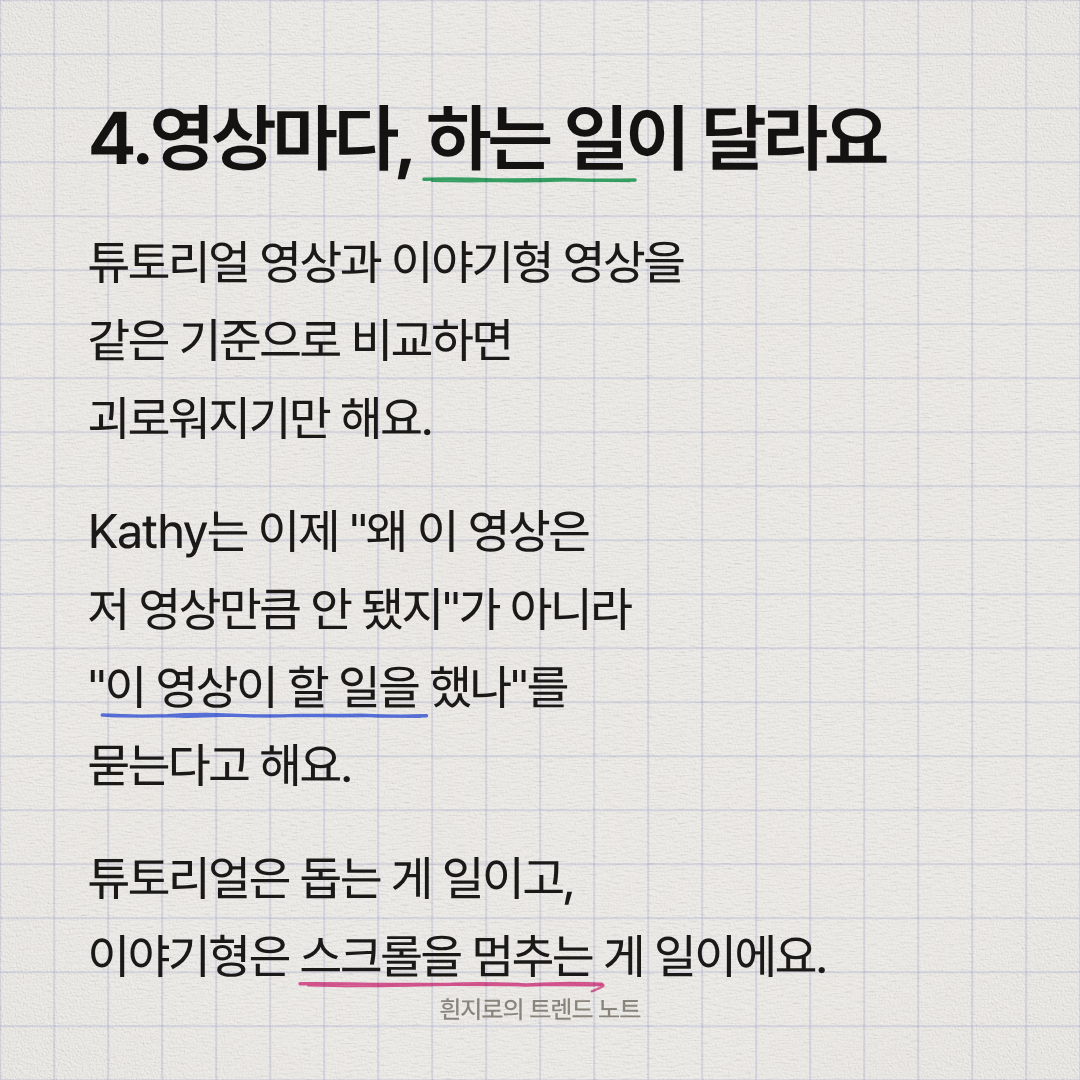 4.영상마다, 하는 일이 달라요
튜토리얼 영상과 이야기형 영상을
같은 기준으로 비교하면
괴로워지기만 해요.
Kathy는 이제 "왜 이 영상은
저 영상만큼 안 됐지"가 아니라
"이 영상이 할 일을 했나"를
묻는다고 해요.
튜토리얼은 돕는 게 일이고,
이야기형은 스크롤을 멈추는 게 일이에요.
흰지로의 트렌드 노트